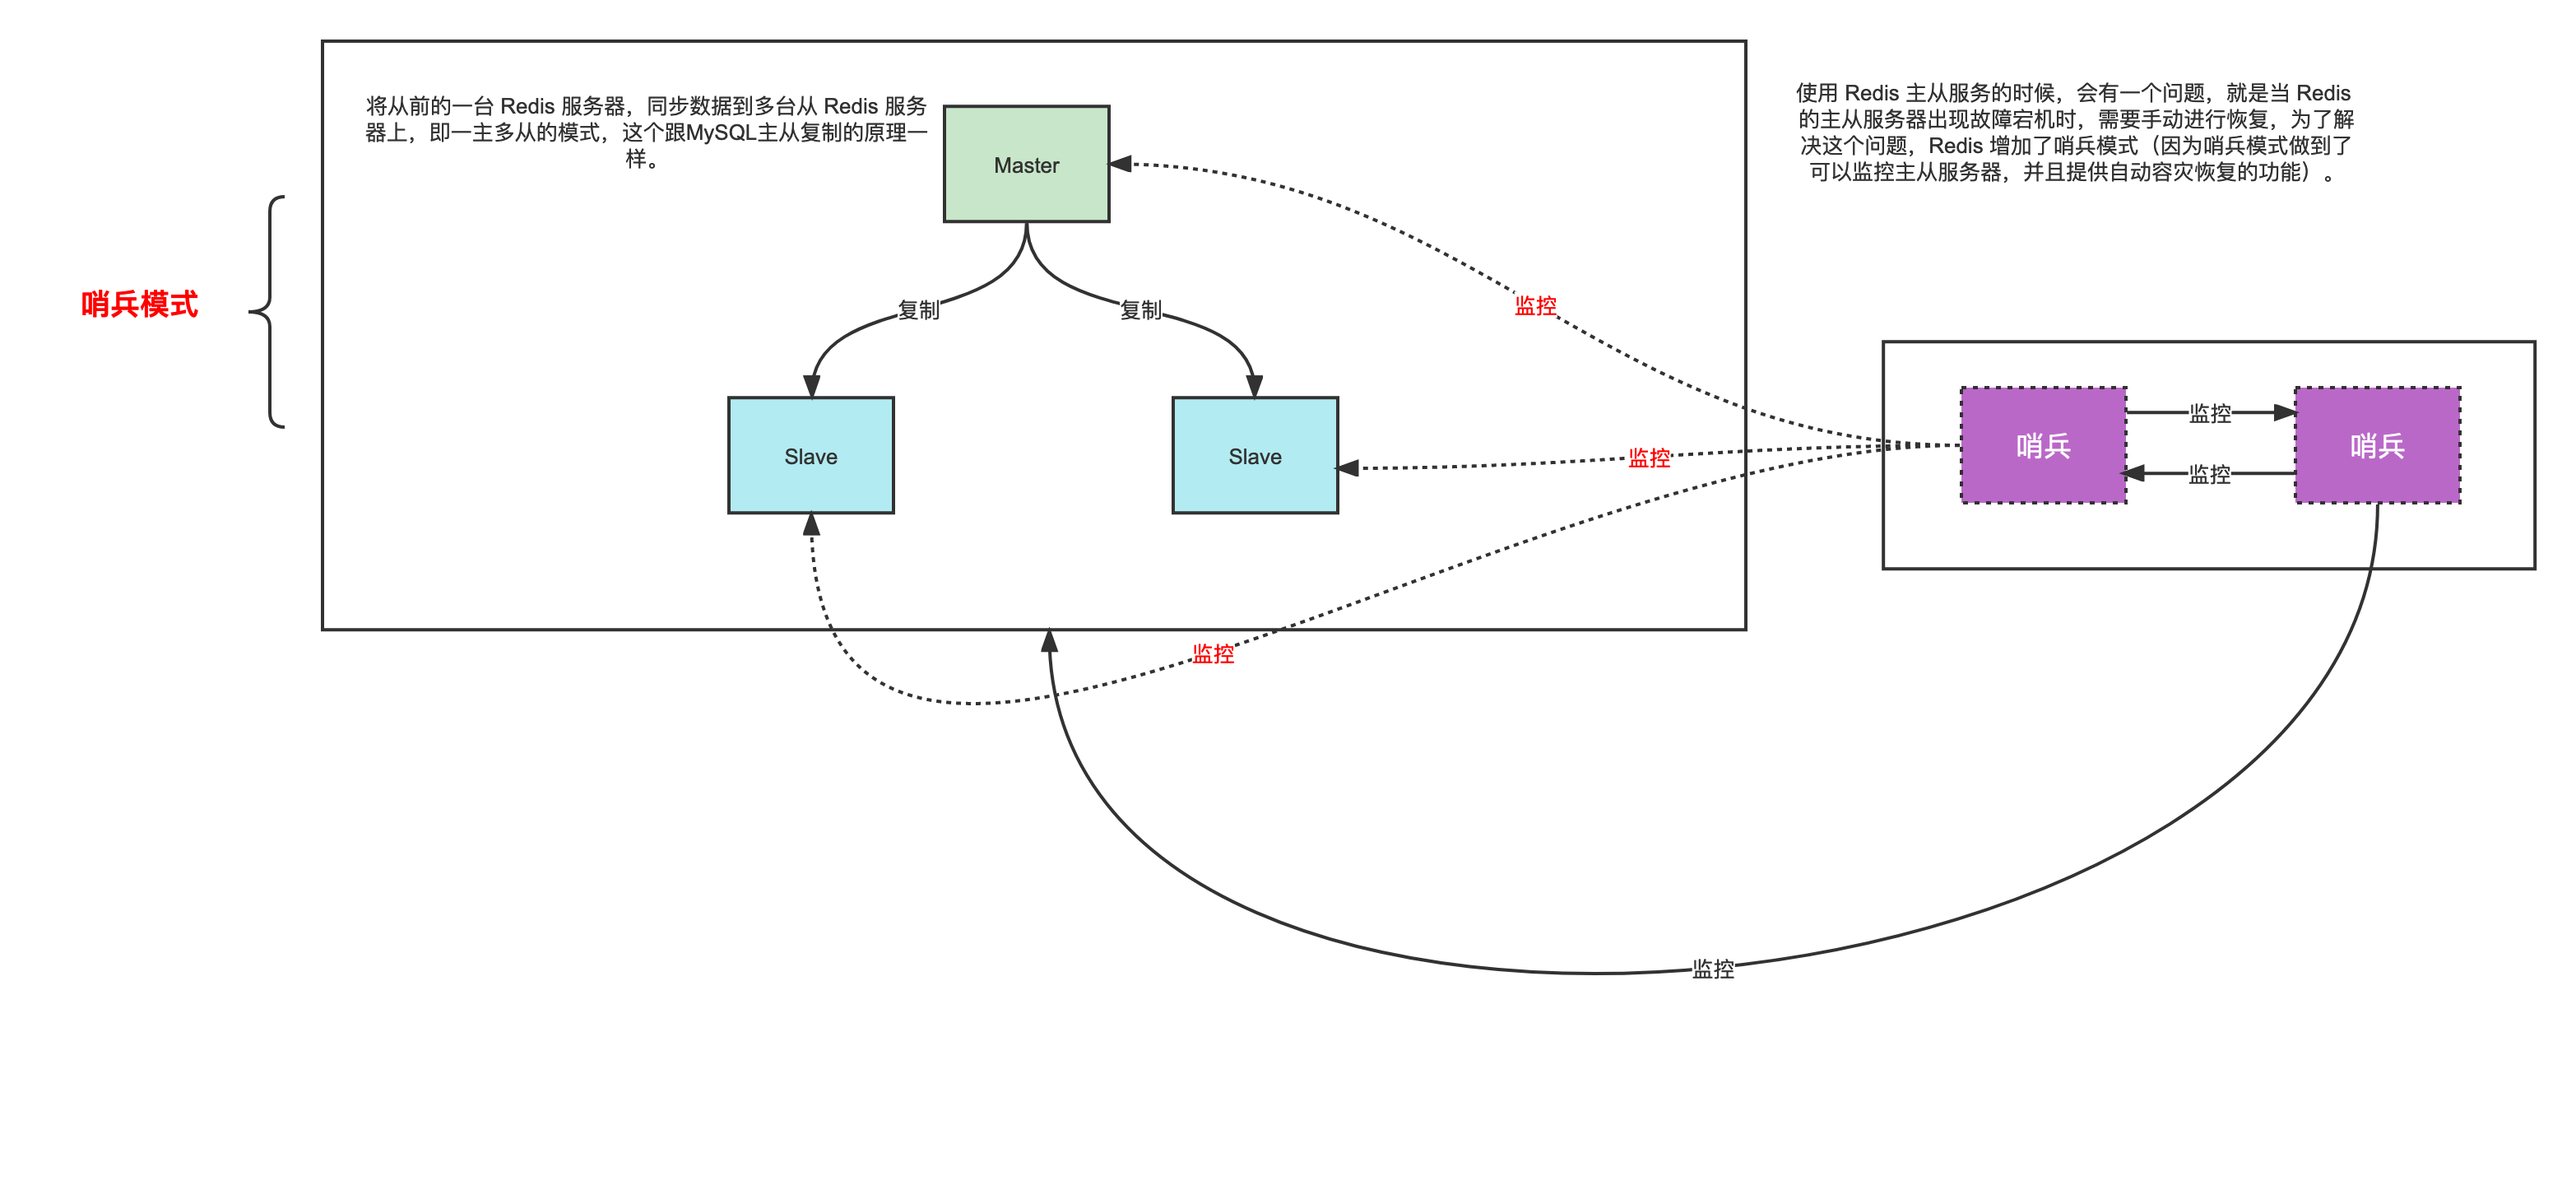 将从前的一台 Redis 服务器，同步数据到多台从 Redis 服务
器上，即一主多从的模式，这个跟MySQL主从复制的原理一
样。
使用 Redis 主从服务的时候，会有一个问题，就是当 Redis
的主从服务器出现故障宕机时，需要手动进行恢复，为了解
决这个问题，Redis 增加了哨兵模式（因为哨兵模式做到了
可以监控主从服务器，并且提供自动容灾恢复的功能）。
Master
哨兵模式
复制
复制
监控
Slave
Slave
监控
哨兵
监控
监控
哨兵
监控
监控